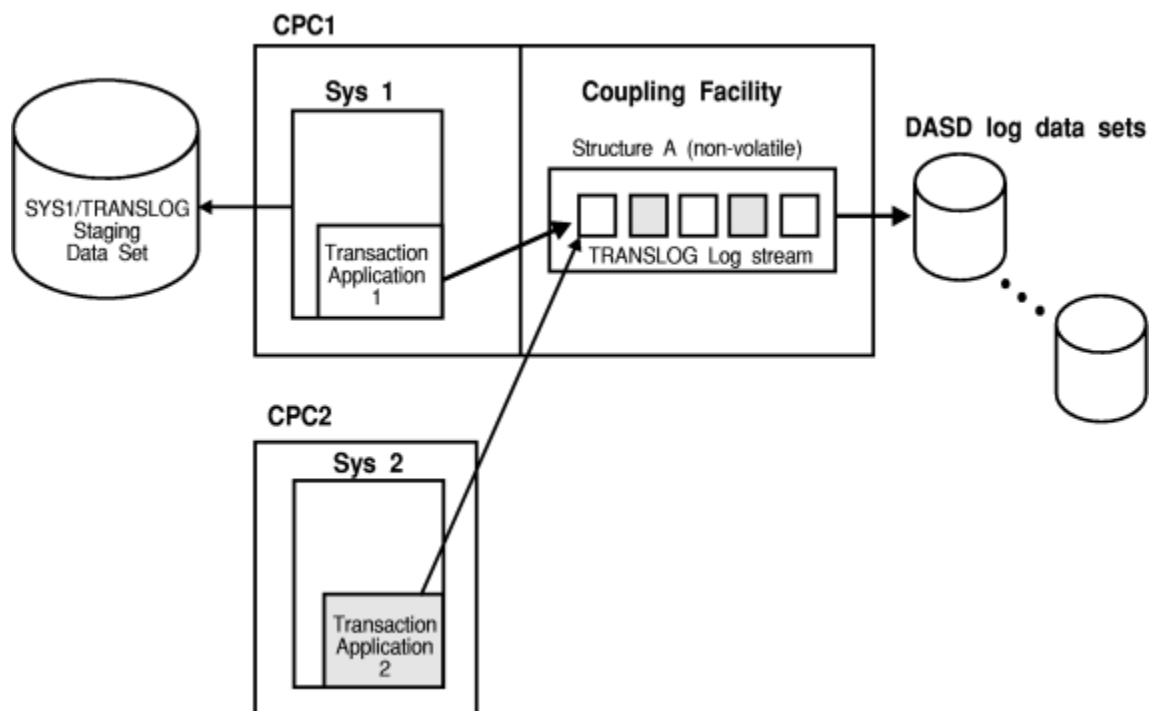 CPC1
Sys 1
Coupling Facility
DASD log data sets
Structure A (non-volatile)
SYS1/TRANSLOG
Staging
Data Set
Transaction
Application
1
TRANSLOG Log stream
CPC2
Sys 2
Transaction
Application
2